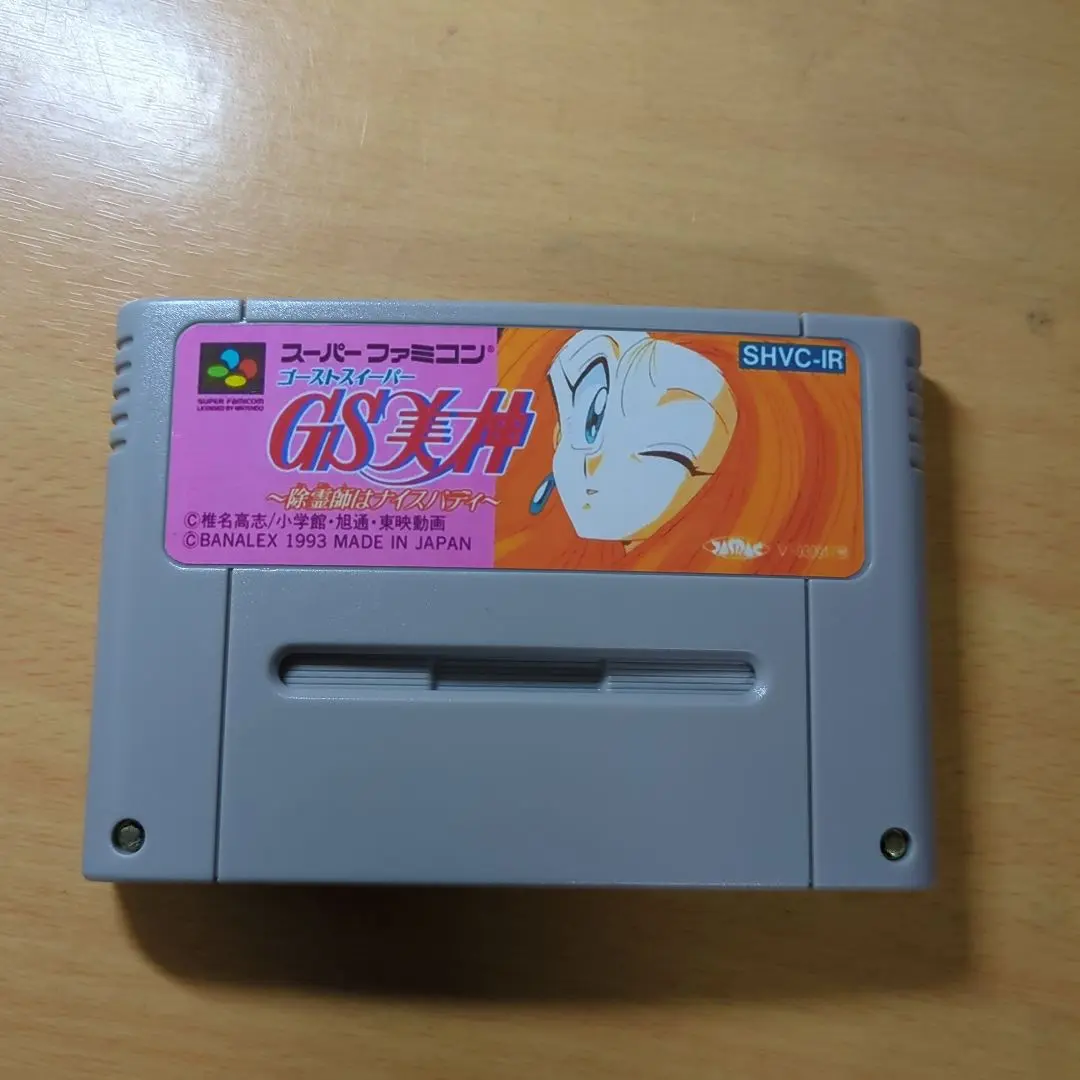 スーパーファミコン®
SUPER FAMICOM
LICENSED BY NINTENDO
ゴーストスイーパー
GS美神
～除霊師はナイスバディ～
©椎名高志/小学館・旭通・東映動画
©BANALEX 1993 MADE IN JAPAN
SHVC-IR
JASRAC